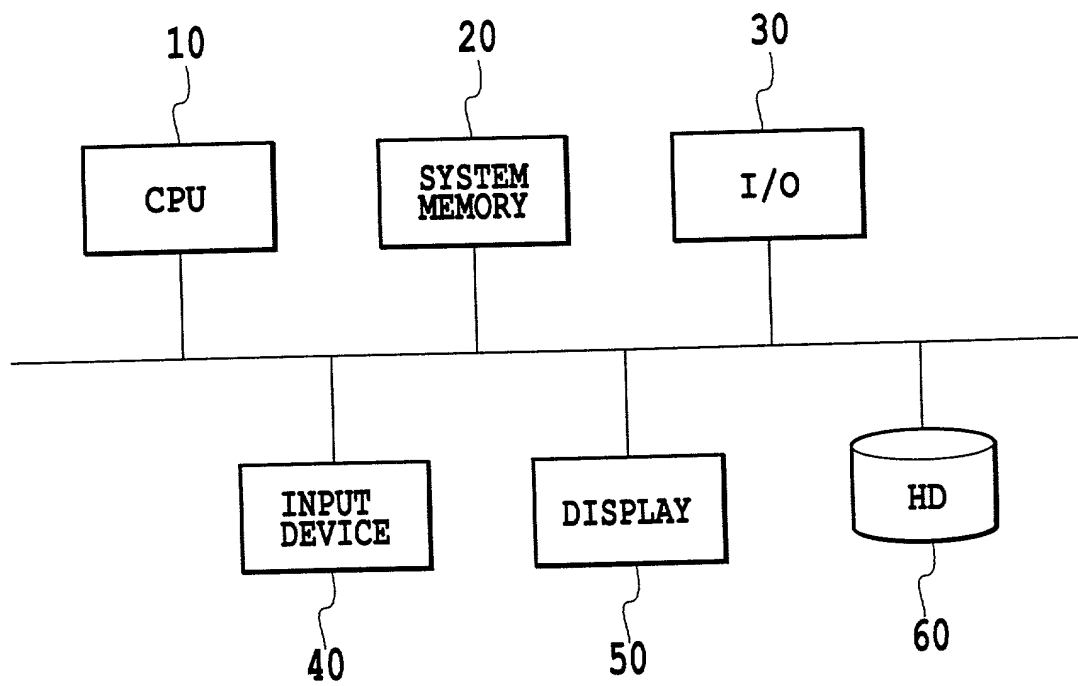 10
20
30
CPU
SYSTEM
MEMORY
I/O
INPUT
DEVICE
DISPLAY
HD
40
50
60